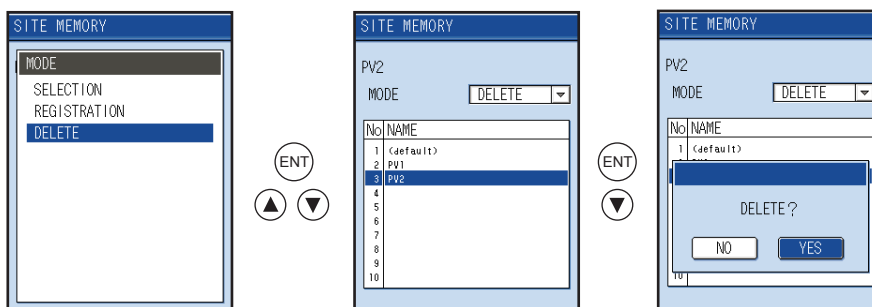 SITE MEMORY
MODE
SELECTION
REGISTRATION
DELETE
ENT
SITE MEMORY
PV2
MODE DELETE
No NAME
1 (default)
2 PV1
3 PV2
4
5
6
7
8
9
10
ENT
SITE MEMORY
PV2
MODE DELETE
No NAME
1 (default)
DELETE?
NO YES
10